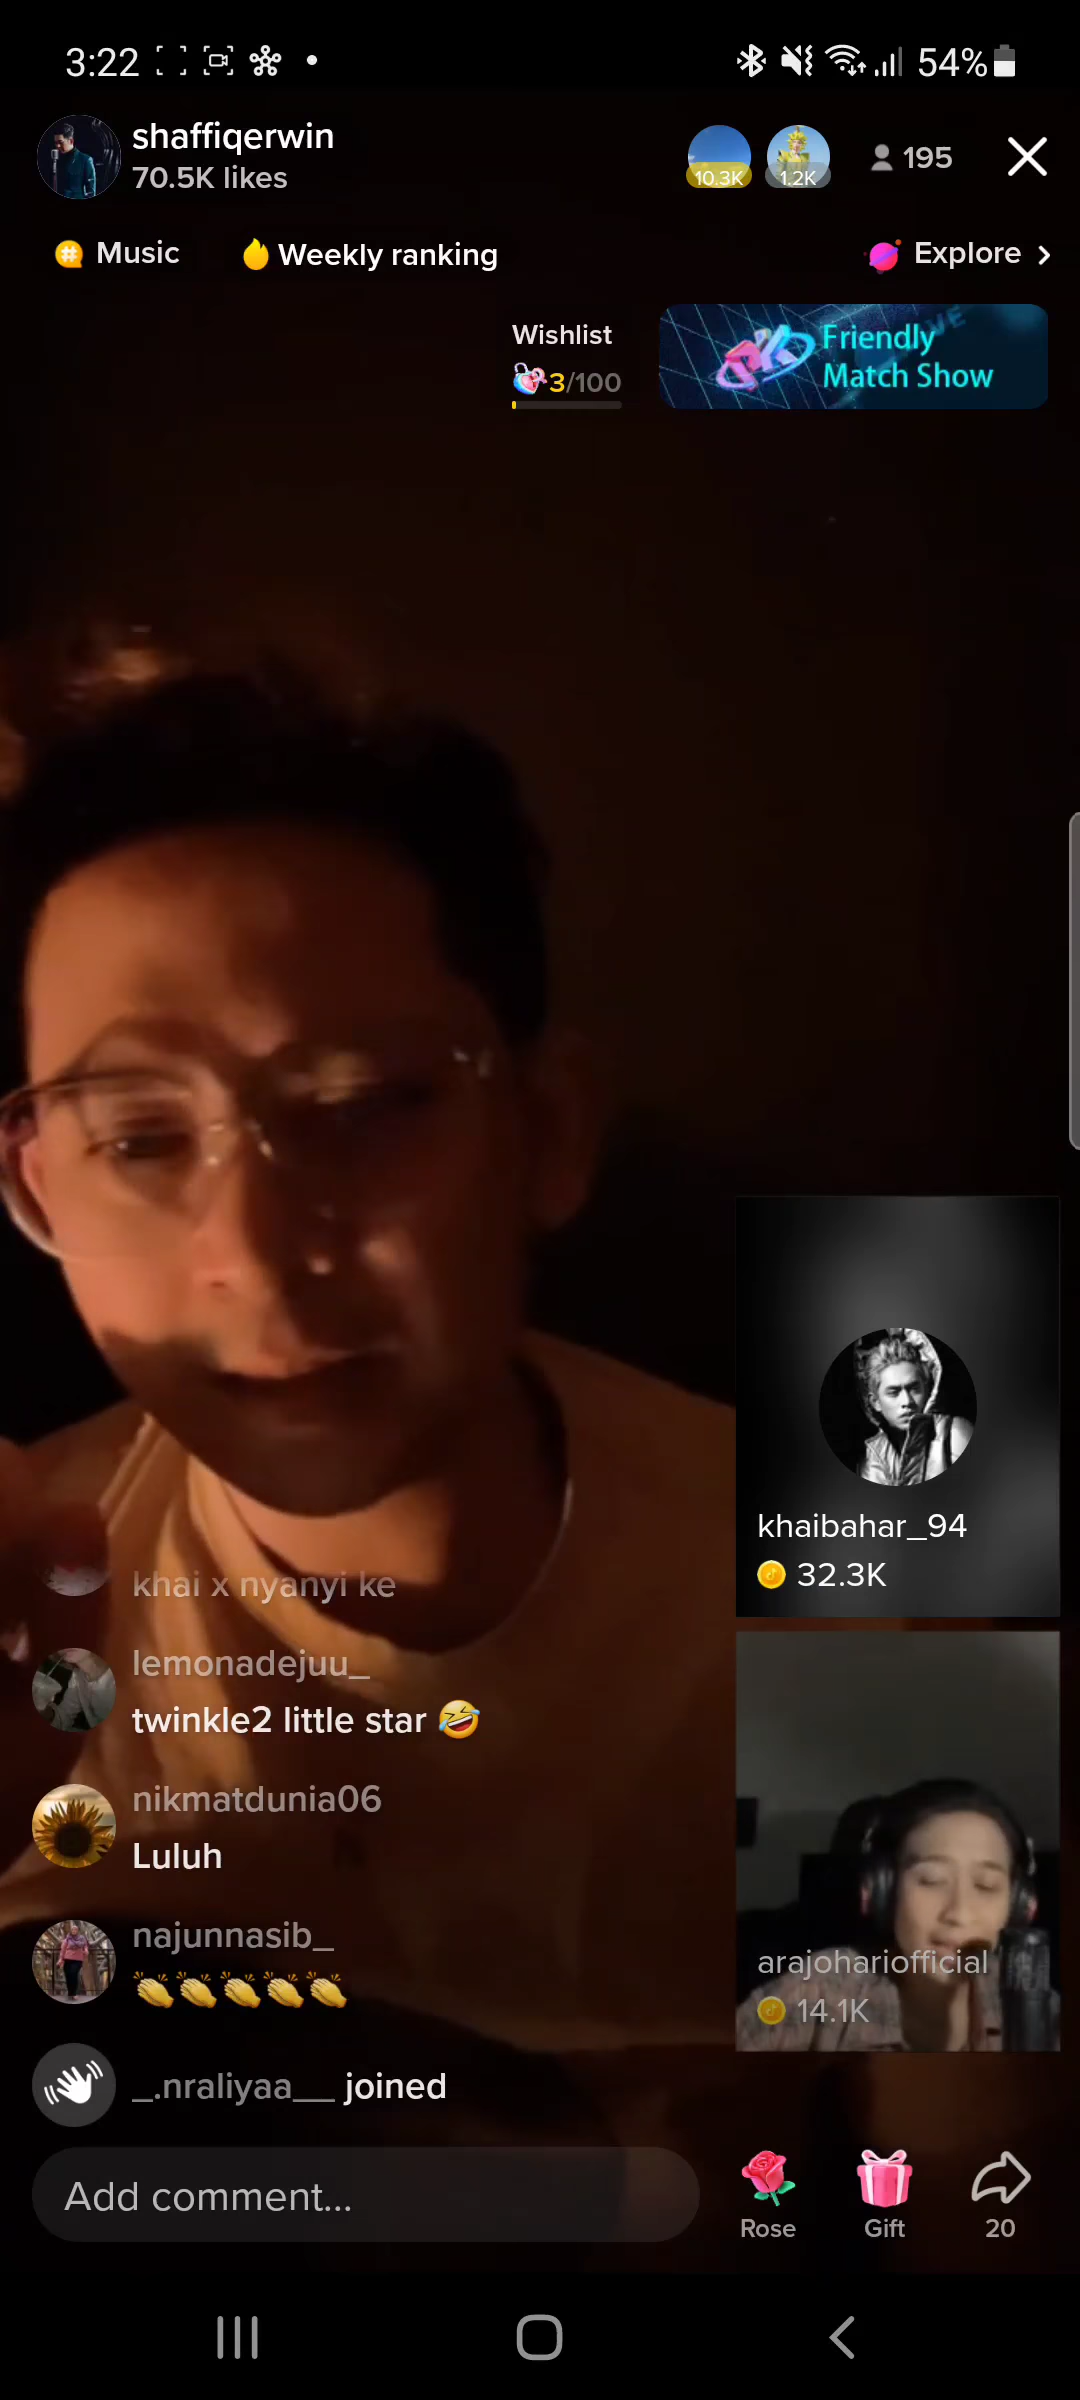 3:22
54%
shaffiqerwin
70.5K likes
10.3K
1.2K
195
Music
Weekly ranking
Explore
Wishlist
3/100
Friendly
Match Show
khaibahar_94
32.3K
khai x nyanyi ke
lemonadejuu_
twinkle2 little star 🤣
nikmatdunia06
Luluh
najunnasib_
👏👏👏👏👏
arajohariofficial
14.1K
_.nraliyaa__ joined
Add comment...
Rose
Gift
20